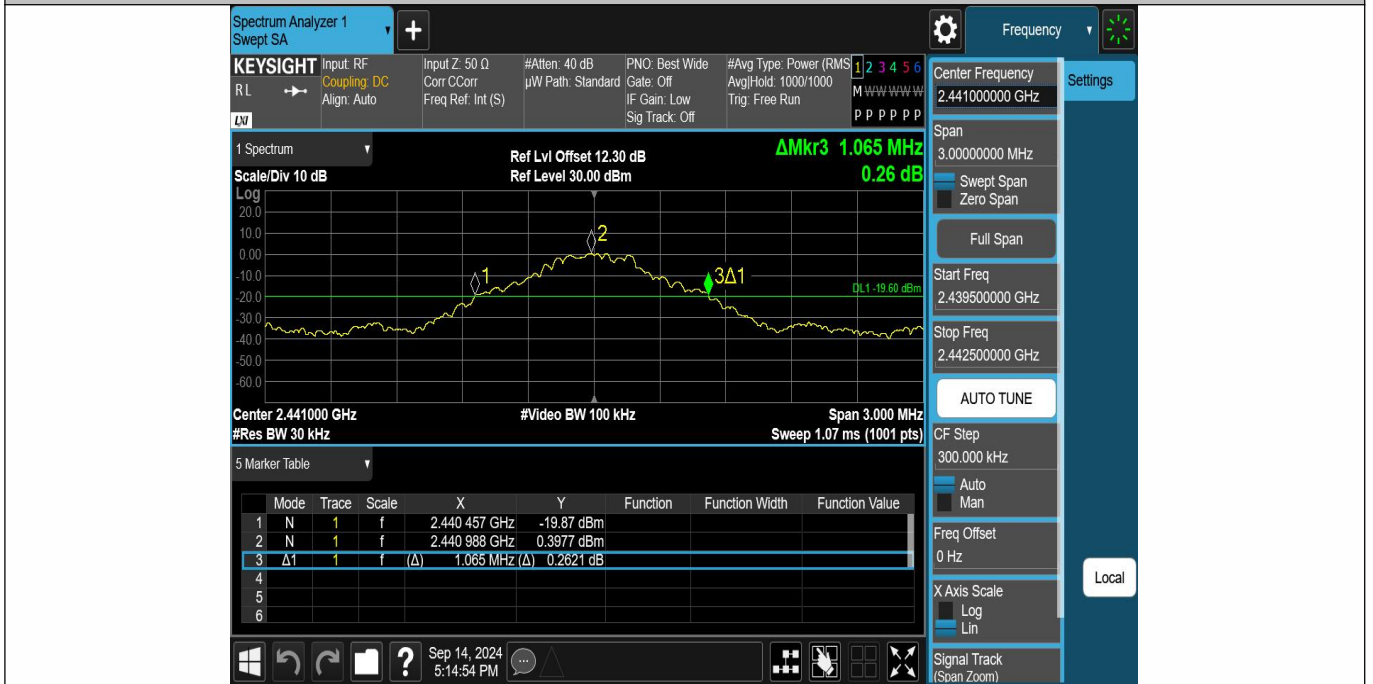 Spectrum Analyzer 1
Swept SA
+
Frequency
KEYSIGHT
RL
LXI
Input: RF
Coupling: DC
Align: Auto
Input Z: 50 Ω
Corr CCorr
Freq Ref: Int (S)
#Atten: 40 dB
µW Path: Standard
PNO: Best Wide
Gate: Off
IF Gain: Low
Sig Track: Off
#Avg Type: Power (RMS
Avg|Hold: 1000/1000
Trig: Free Run
1 2 3 4 5 6
M W W W W W
P P P P P P
1 Spectrum
Scale/Div 10 dB
Log
Ref Lvl Offset 12.30 dB
Ref Level 30.00 dBm
ΔMkr3 1.065 MHz
0.26 dB
20.0
10.0
0.00
-10.0
-20.0
-30.0
-40.0
-50.0
-60.0
1
2
3Δ1
DL1 -19.60 dBm
Center 2.441000 GHz
#Video BW 100 kHz
Span 3.000 MHz
#Res BW 30 kHz
Sweep 1.07 ms (1001 pts)
5 Marker Table
Mode Trace Scale X Y Function Function Width Function Value
1 N 1 f 2.440 457 GHz -19.87 dBm
2 N 1 f 2.440 988 GHz 0.3977 dBm
3 Δ1 1 f (Δ) 1.065 MHz (Δ) 0.2621 dB
4
5
6
?
Sep 14, 2024
5:14:54 PM
Center Frequency
2.441000000 GHz
Settings
Span
3.00000000 MHz
Swept Span
Zero Span
Full Span
Start Freq
2.439500000 GHz
Stop Freq
2.442500000 GHz
AUTO TUNE
CF Step
300.000 kHz
Auto
Man
Freq Offset
0 Hz
Local
X Axis Scale
Log
Lin
Signal Track
(Span Zoom)